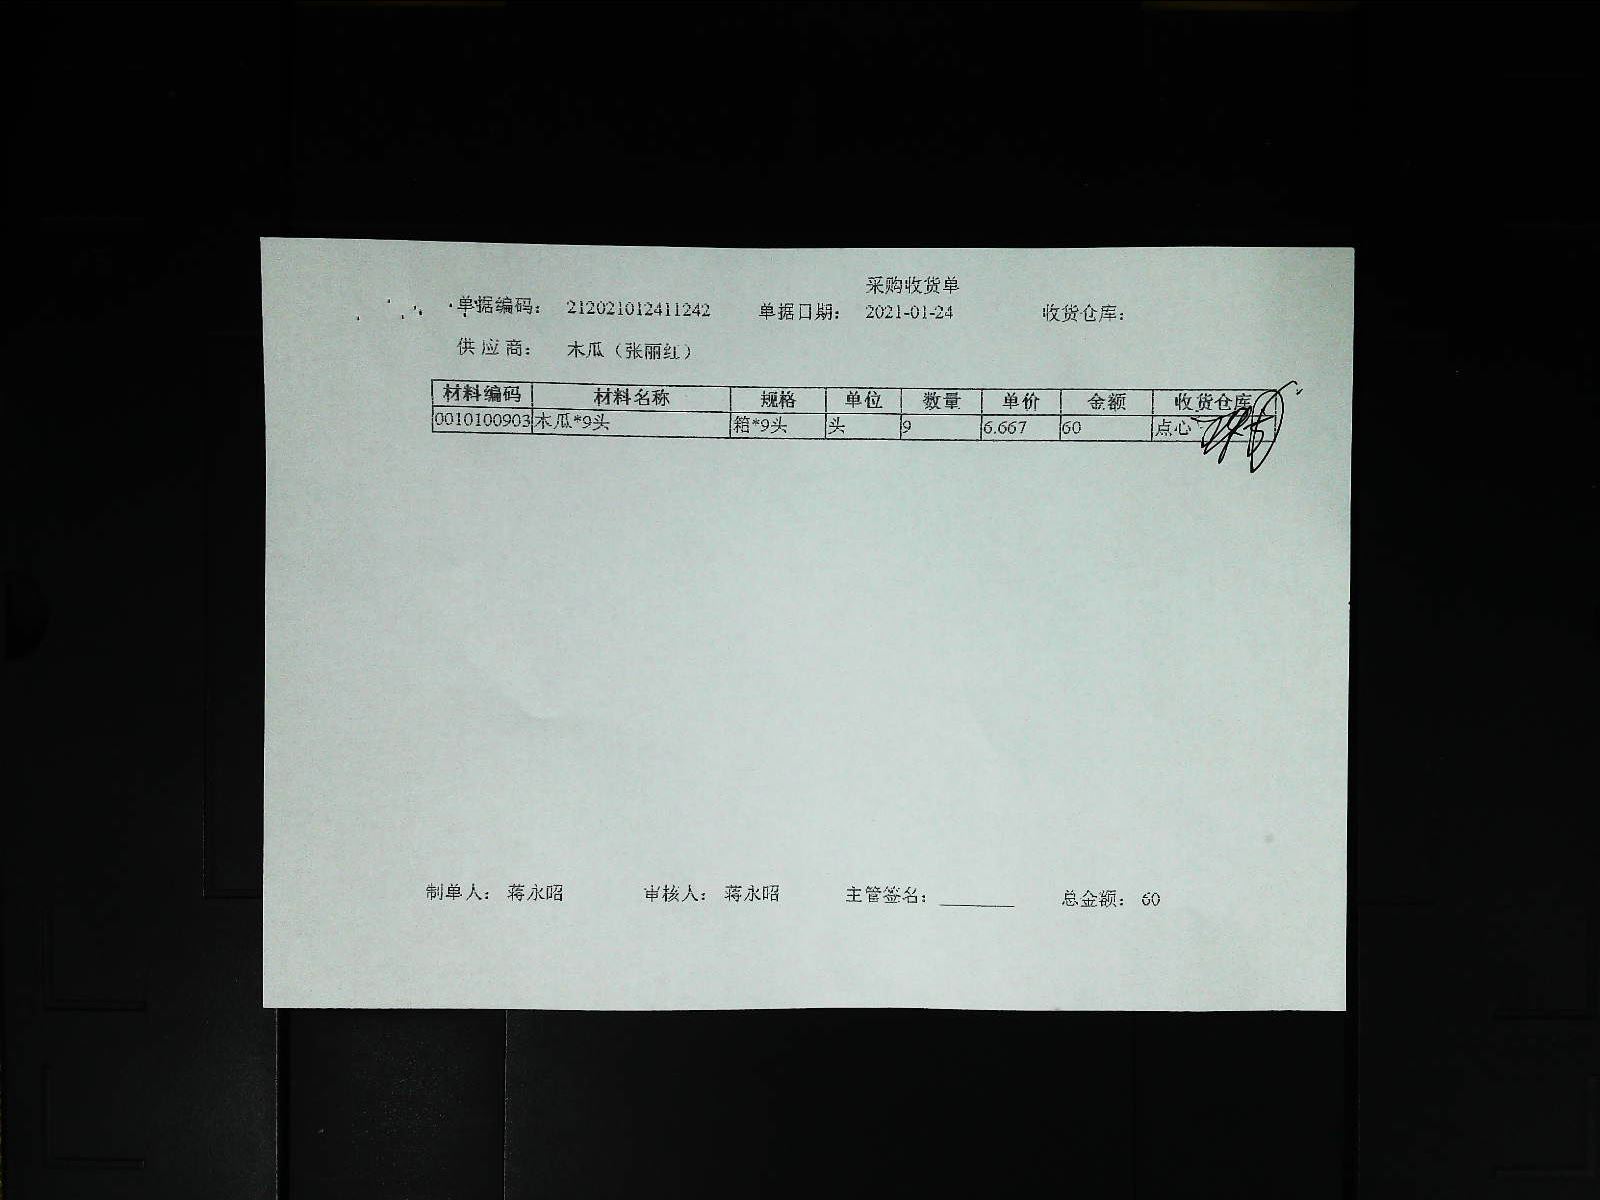 采购收货单
单据编码： 212021012411242 单据日期： 2021-01-24 收货仓库：
供 应 商： 木瓜（张丽红）
材料编码 材料名称 规格 单位 数量 单价 金额 收货仓库
0010100903 木瓜*9头 箱*9头 头 9 6.667 60 点心
制单人： 蒋永昭 审核人： 蒋永昭 主管签名： 总金额： 60